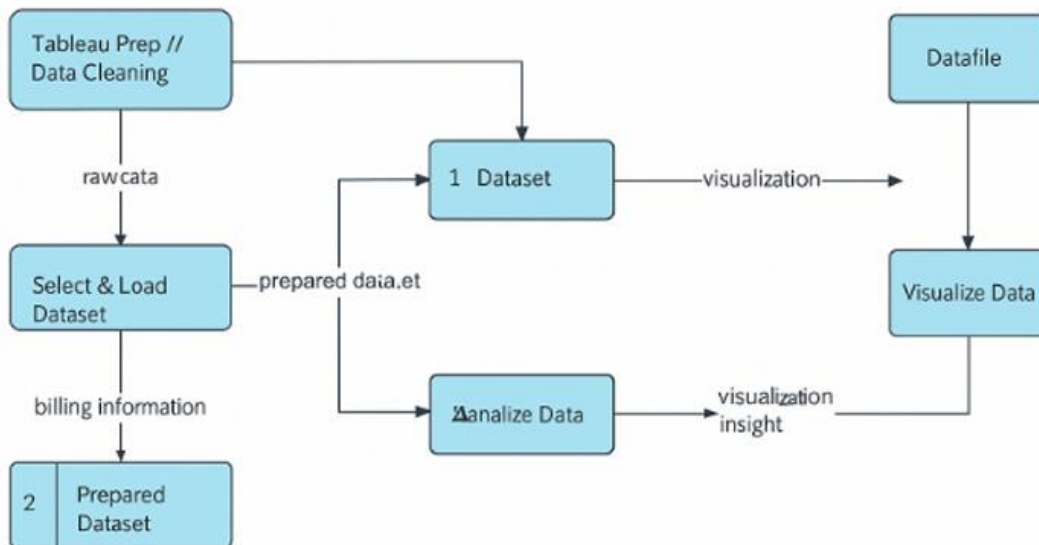 Tableau Prep //
Data Cleaning
Datafile
rawcata
1 Dataset
visualization
Select & Load
Dataset
prepared data.et
Visualize Data
billing information
Data
visualization
insight
2
Prepared
Dataset